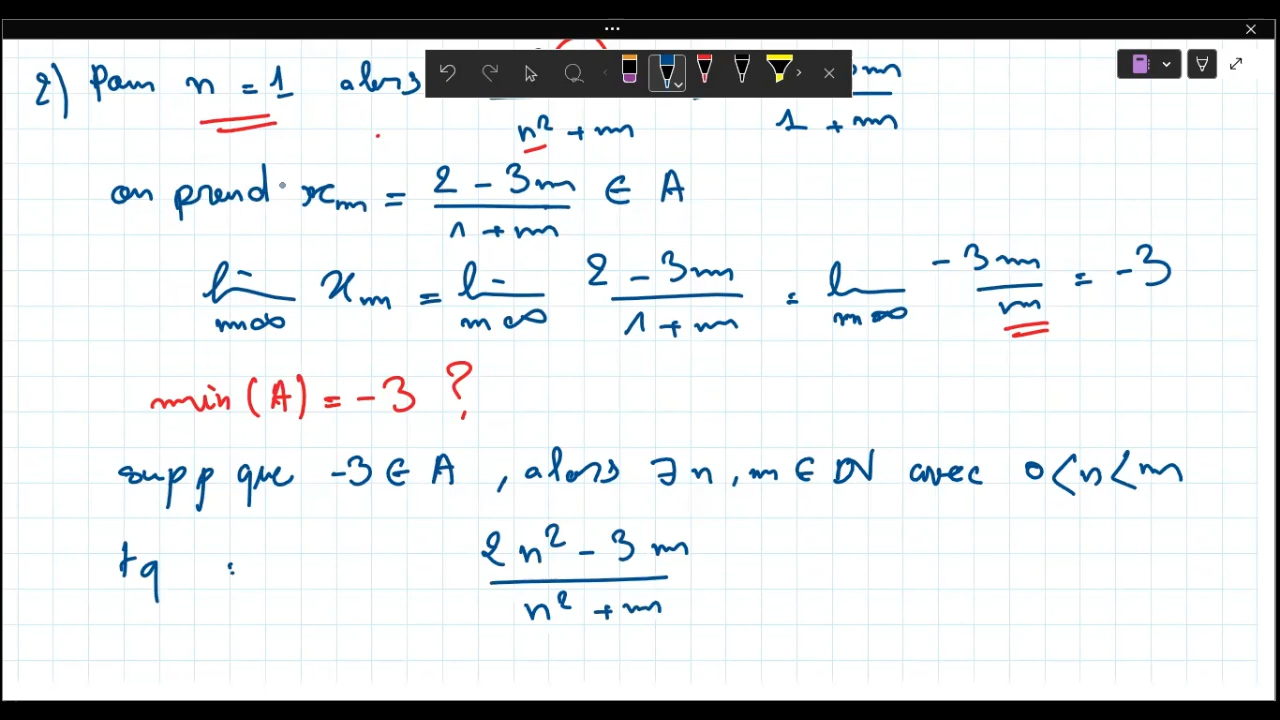 2) Pour n = 1 alors
n² + m
1 + m
on prend x_m = (2 - 3m)/(1 + m) ∈ A
lim_{m∞} x_m = lim_{m∞} (2 - 3m)/(1 + m) = lim_{m∞} (-3m)/m = -3
min(A) = -3 ?
supp que -3 ∈ A , alors ∃ n, m ∈ IN avec 0<n<m
tq : (2n² - 3m)/(n² + m)